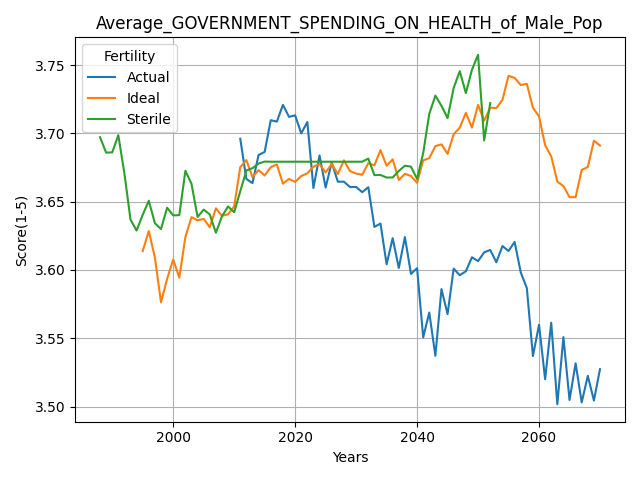 Average_GOVERNMENT_SPENDING_ON_HEALTH_of_Male_Pop
Fertility
Actual
Ideal
Sterile
Score(1-5)
3.75
3.70
3.65
3.60
3.55
3.50
2000 2020 2040 2060
Years